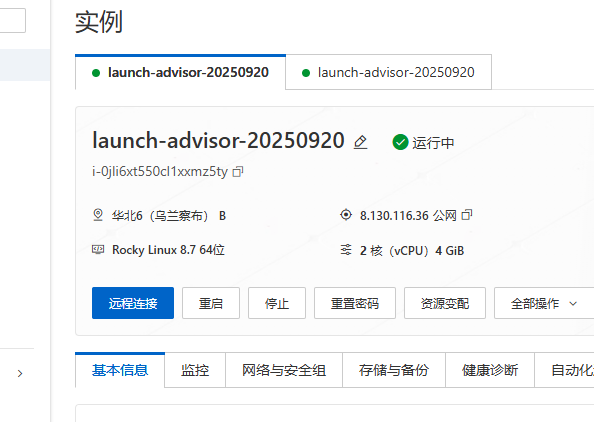 实例
launch-advisor-20250920 launch-advisor-20250920
launch-advisor-20250920 运行中
i-0jli6xt550cl1xxmz5ty
华北6（乌兰察布） B 8.130.116.36 公网
Rocky Linux 8.7 64位 2 核（vCPU）4 GiB
远程连接 重启 停止 重置密码 资源变配 全部操作
基本信息 监控 网络与安全组 存储与备份 健康诊断 自动化